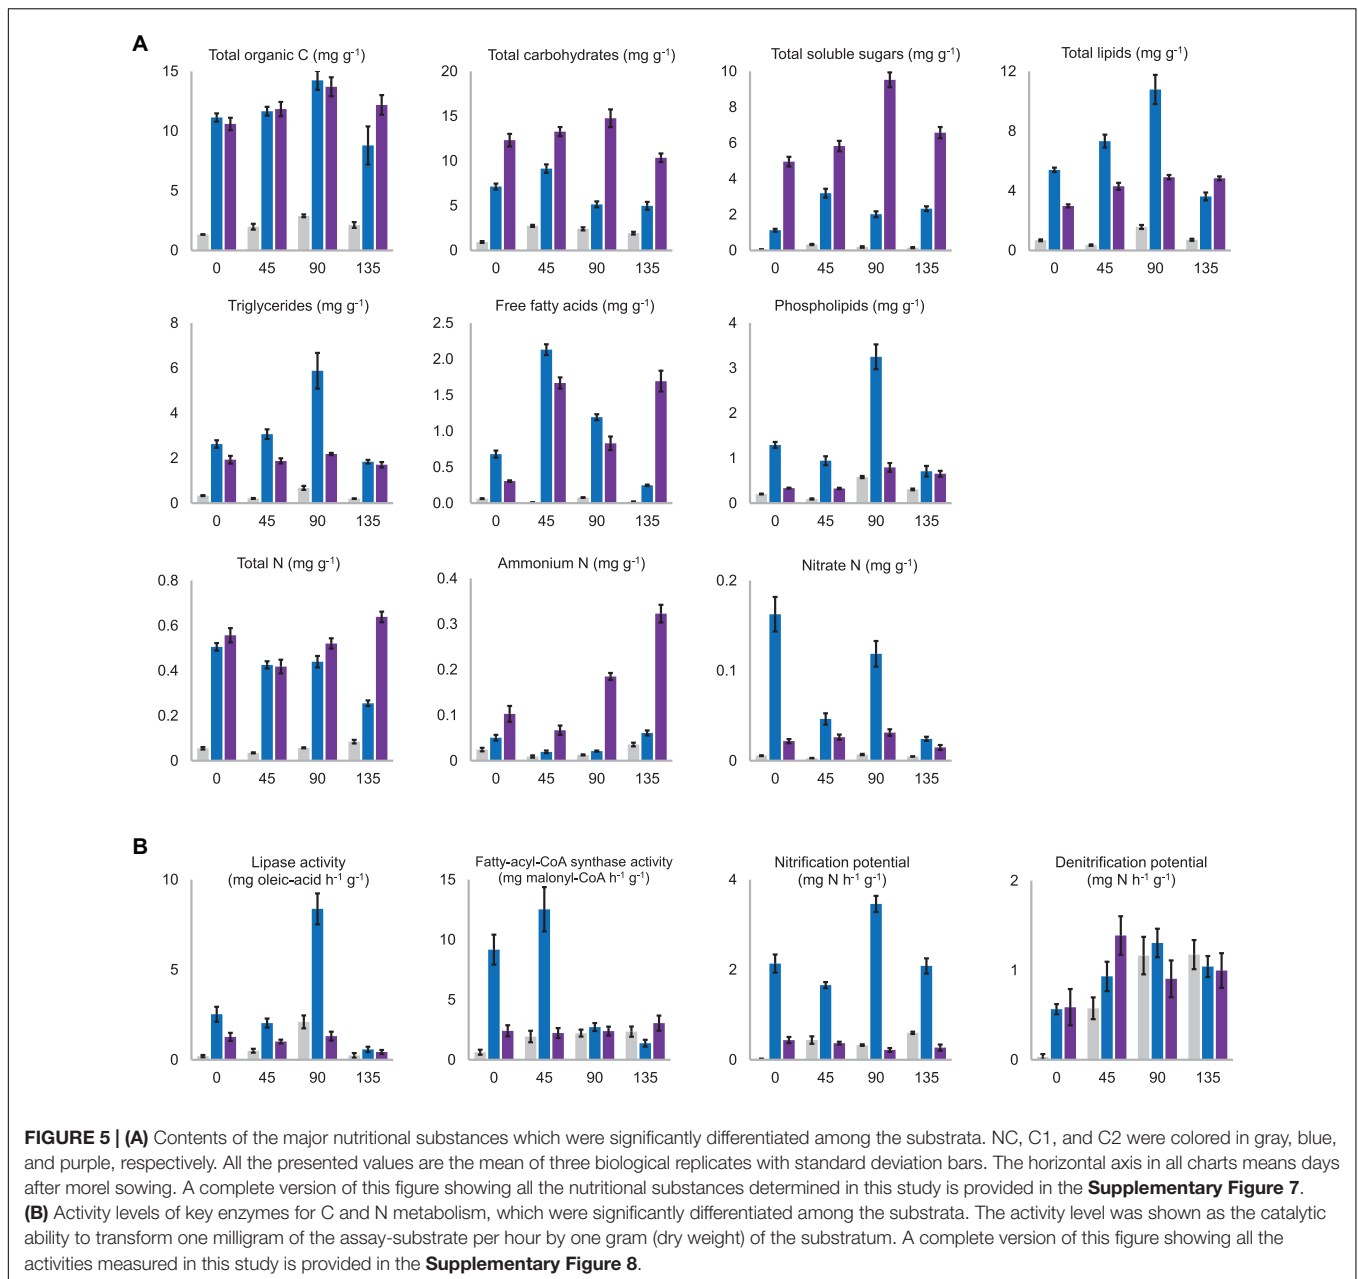 A
Total organic C (mg g⁻¹)
15
10
5
0
0 45 90 135
Total carbohydrates (mg g⁻¹)
20
15
10
5
0
0 45 90 135
Total soluble sugars (mg g⁻¹)
10
8
6
4
2
0
0 45 90 135
Total lipids (mg g⁻¹)
12
8
4
0
0 45 90 135
Triglycerides (mg g⁻¹)
8
6
4
2
0
0 45 90 135
Free fatty acids (mg g⁻¹)
2.5
2.0
1.5
1.0
0.5
0.0
0 45 90 135
Phospholipids (mg g⁻¹)
4
3
2
1
0
0 45 90 135
Total N (mg g⁻¹)
0.8
0.6
0.4
0.2
0
0 45 90 135
Ammonium N (mg g⁻¹)
0.4
0.3
0.2
0.1
0
0 45 90 135
Nitrate N (mg g⁻¹)
0.2
0.1
0
0 45 90 135
B
Lipase activity
(mg oleic-acid h⁻¹ g⁻¹)
10
5
0
0 45 90 135
Fatty-acyl-CoA synthase activity
(mg malonyl-CoA h⁻¹ g⁻¹)
15
10
5
0
0 45 90 135
Nitrification potential
(mg N h⁻¹ g⁻¹)
4
2
0
0 45 90 135
Denitrification potential
(mg N h⁻¹ g⁻¹)
2
1
0
0 45 90 135
FIGURE 5 | (A) Contents of the major nutritional substances which were significantly differentiated among the substrata. NC, C1, and C2 were colored in gray, blue,
and purple, respectively. All the presented values are the mean of three biological replicates with standard deviation bars. The horizontal axis in all charts means days
after morel sowing. A complete version of this figure showing all the nutritional substances determined in this study is provided in the Supplementary Figure 7.
(B) Activity levels of key enzymes for C and N metabolism, which were significantly differentiated among the substrata. The activity level was shown as the catalytic
ability to transform one milligram of the assay-substrate per hour by one gram (dry weight) of the substratum. A complete version of this figure showing all the
activities measured in this study is provided in the Supplementary Figure 8.